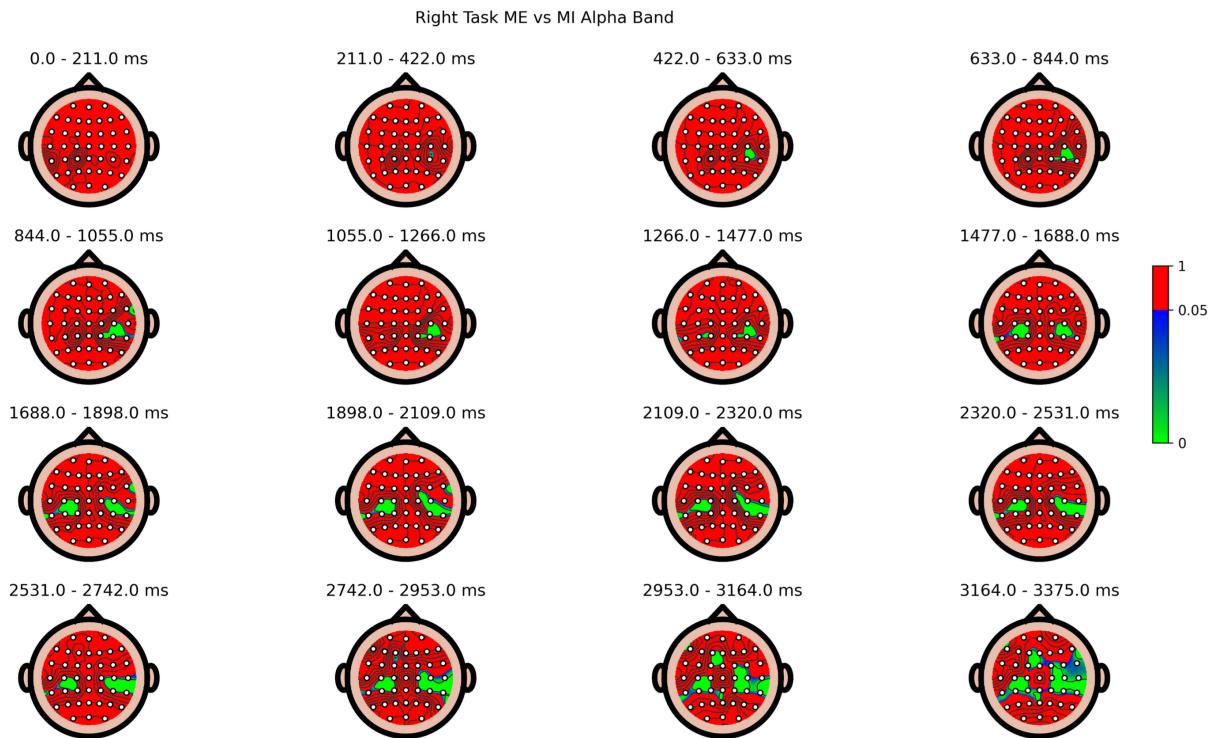 Right Task ME vs MI Alpha Band
0.0 - 211.0 ms
211.0 - 422.0 ms
422.0 - 633.0 ms
633.0 - 844.0 ms
844.0 - 1055.0 ms
1055.0 - 1266.0 ms
1266.0 - 1477.0 ms
1477.0 - 1688.0 ms
1
0.05
0
1688.0 - 1898.0 ms
1898.0 - 2109.0 ms
2109.0 - 2320.0 ms
2320.0 - 2531.0 ms
2531.0 - 2742.0 ms
2742.0 - 2953.0 ms
2953.0 - 3164.0 ms
3164.0 - 3375.0 ms